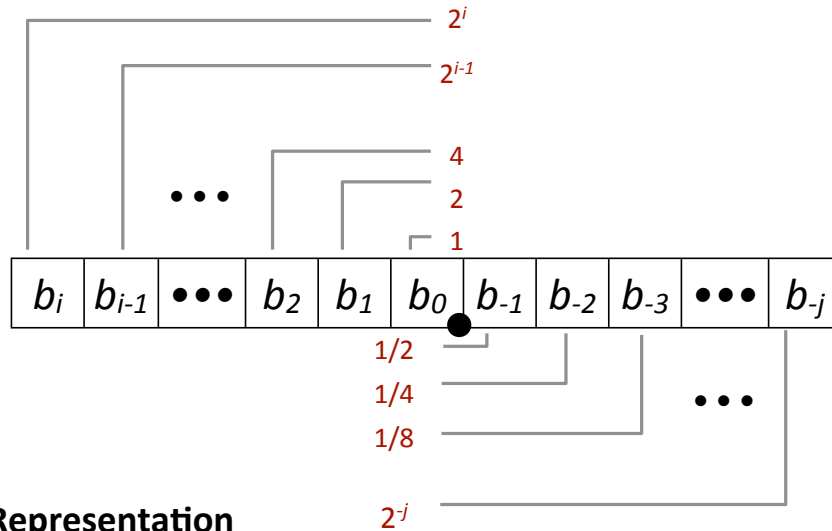 2^i
2^{i-1}
4
2
1
•••
b_i b_{i-1} ••• b_2 b_1 b_0 b_{-1} b_{-2} b_{-3} ••• b_{-j}
1/2
1/4
•••
1/8
Representation
2^{-j}